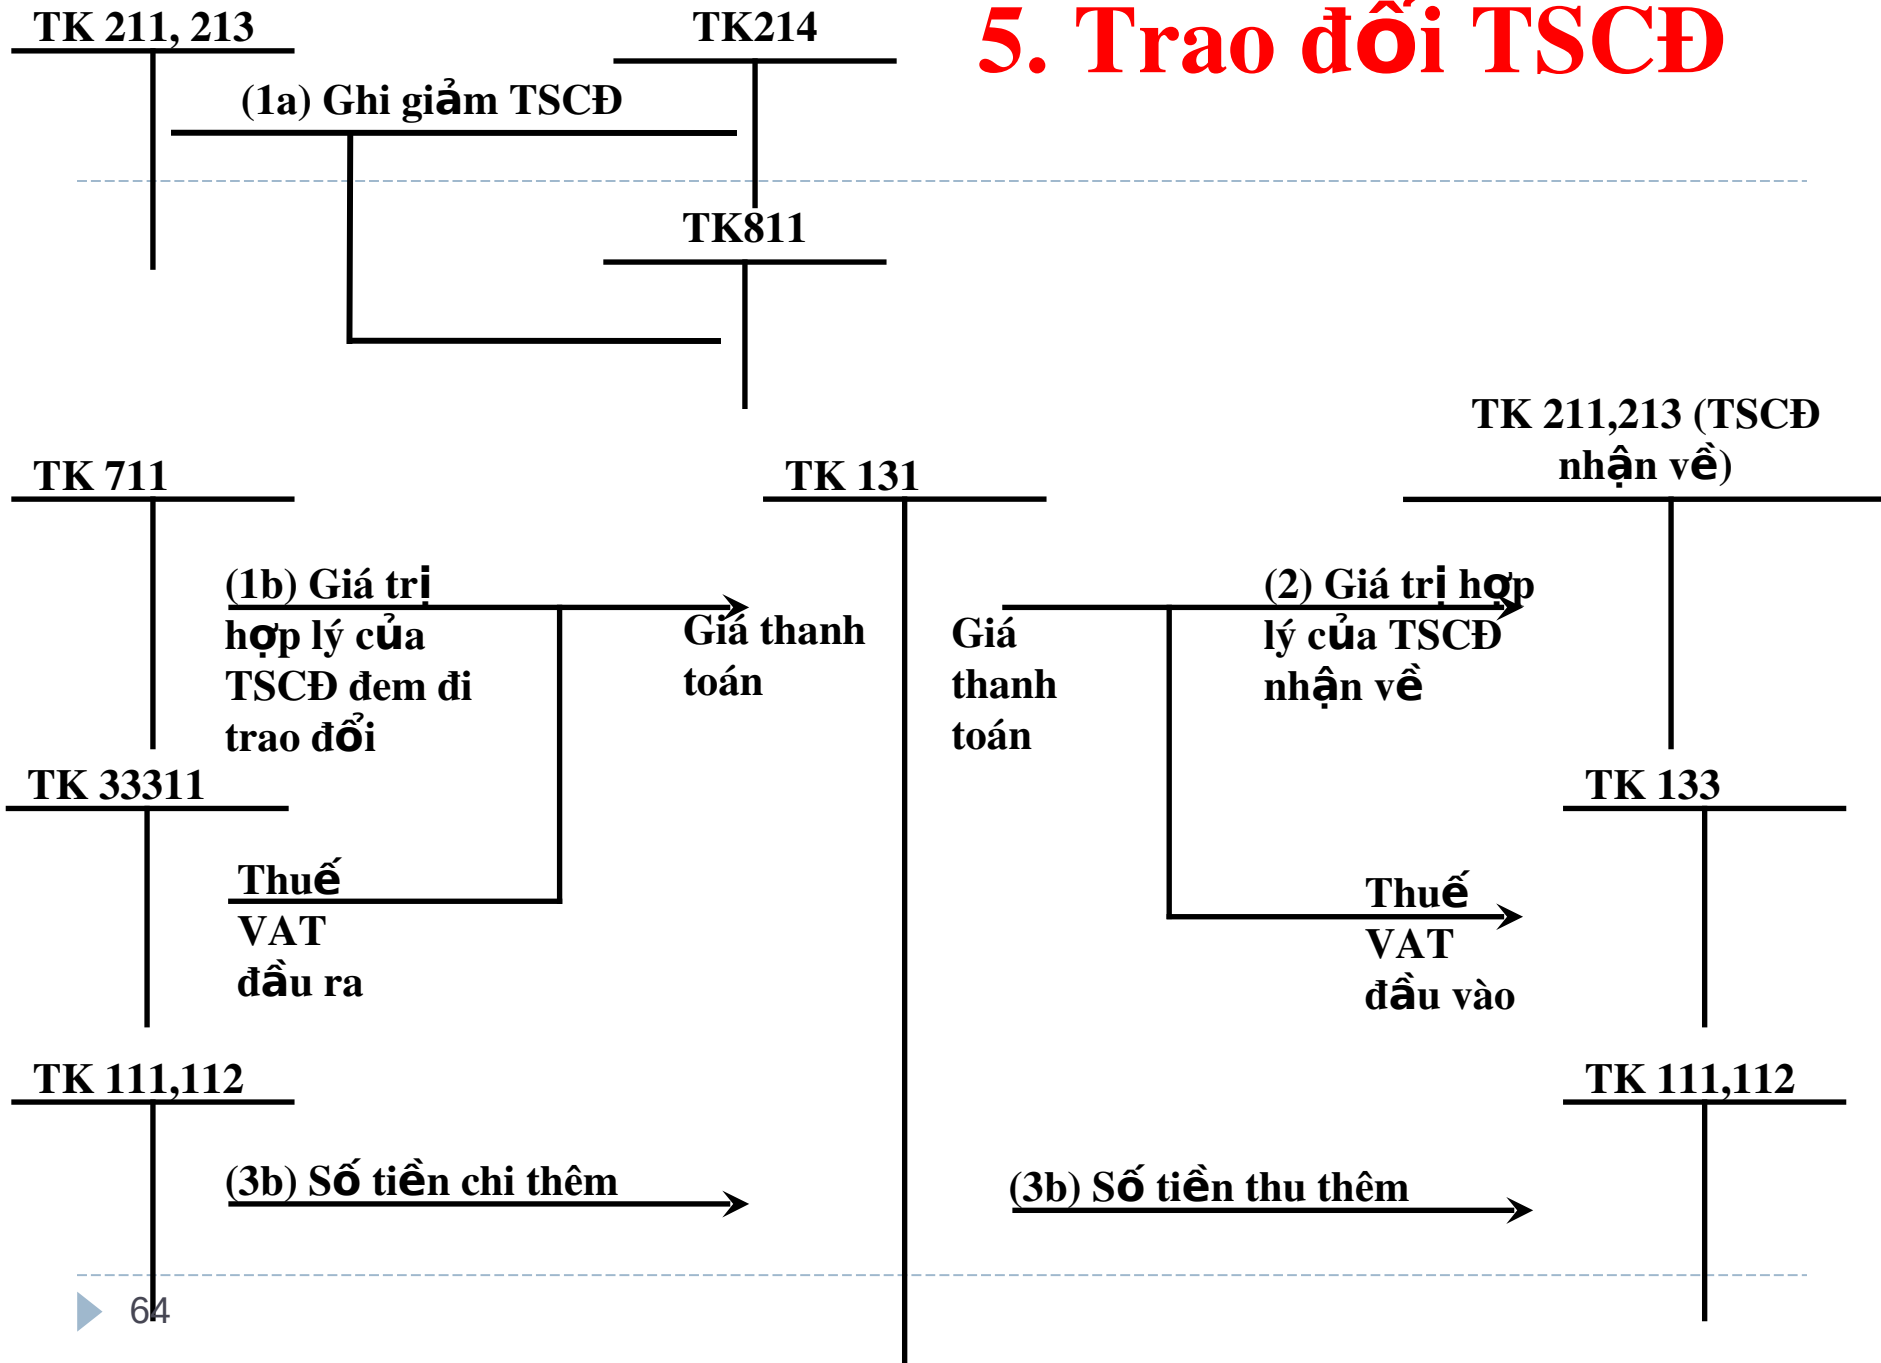 TK 211, 213
TK214
5. Trao đổi TSCĐ
(1a) Ghi giảm TSCĐ
TK811
TK 211,213 (TSCĐ
nhận về)
TK 711
TK 131
(1b) Giá trị
hợp lý của
TSCĐ đem đi
trao đổi
Giá thanh
toán
Giá
thanh
toán
(2) Giá trị hợp
lý của TSCĐ
nhận về
TK 33311
TK 133
Thuế
VAT
đầu ra
Thuế
VAT
đầu vào
TK 111,112
TK 111,112
(3b) Số tiền chi thêm
(3b) Số tiền thu thêm
64